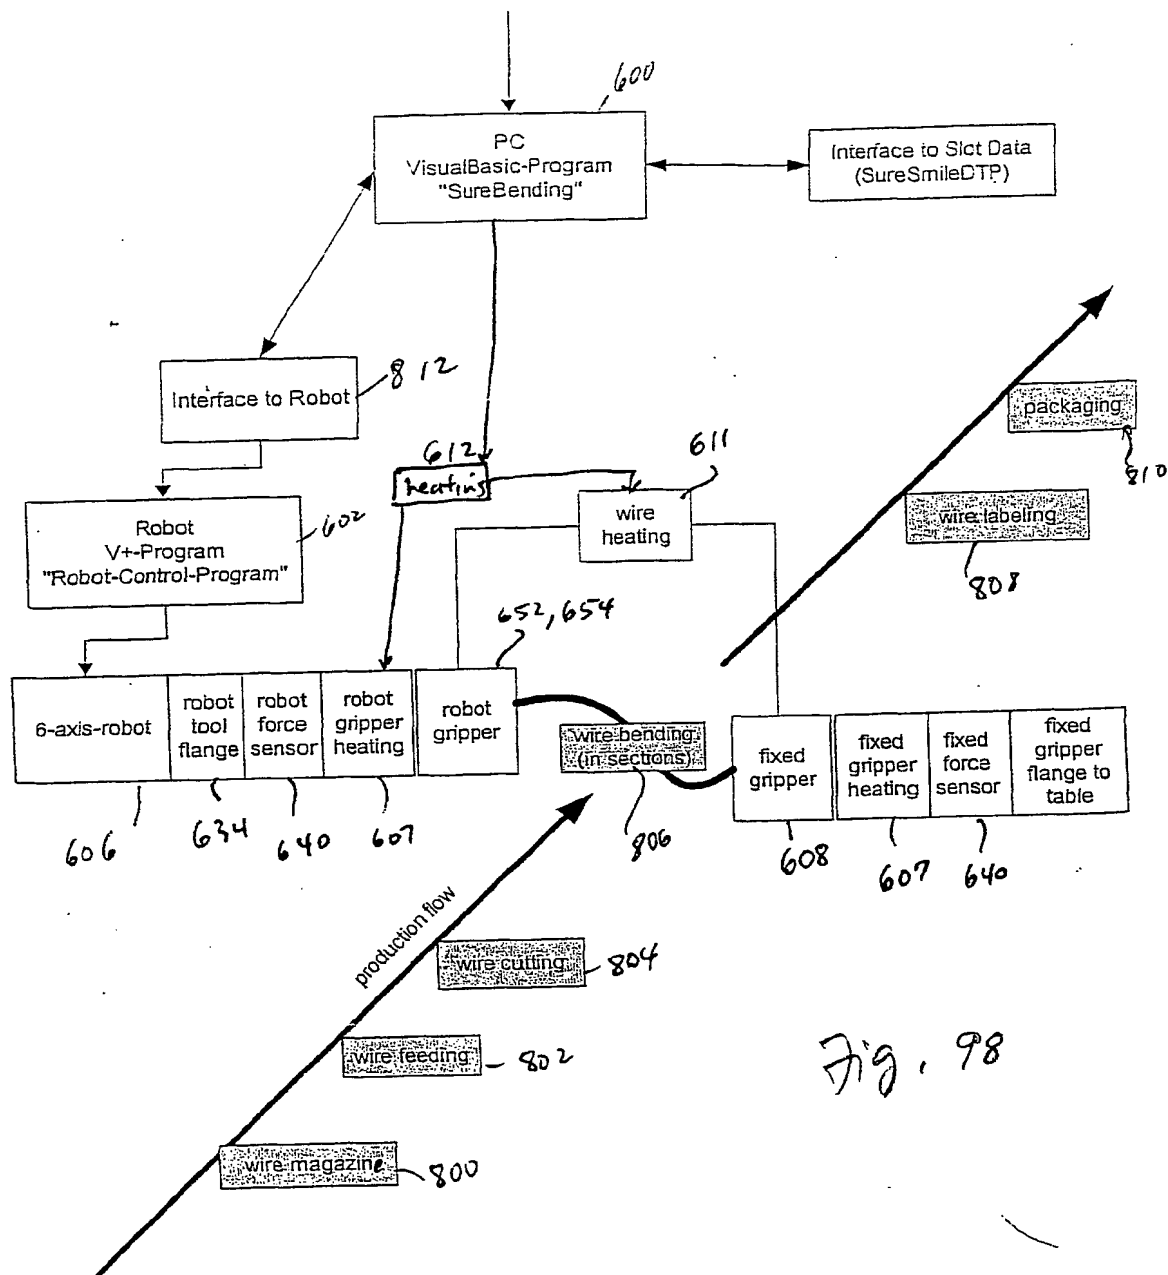 600
PC
VisualBasic-Program
"SureBending"
Interface to Slot Data
(SureSmileDTP)
812
Interface to Robot
612
heating
611
wire
heating
packaging
810
wire labeling
808
602
Robot
V+-Program
"Robot-Control-Program"
652, 654
6-axis-robot
robot
tool
flange
robot
force
sensor
robot
gripper
heating
robot
gripper
wire bending
(in sections)
fixed
gripper
fixed
gripper
heating
fixed
force
sensor
fixed
gripper
flange to
table
606
634
640
607
806
608
607
640
production flow
wire cutting
804
wire feeding
802
wire magazine
800
Fig. 98